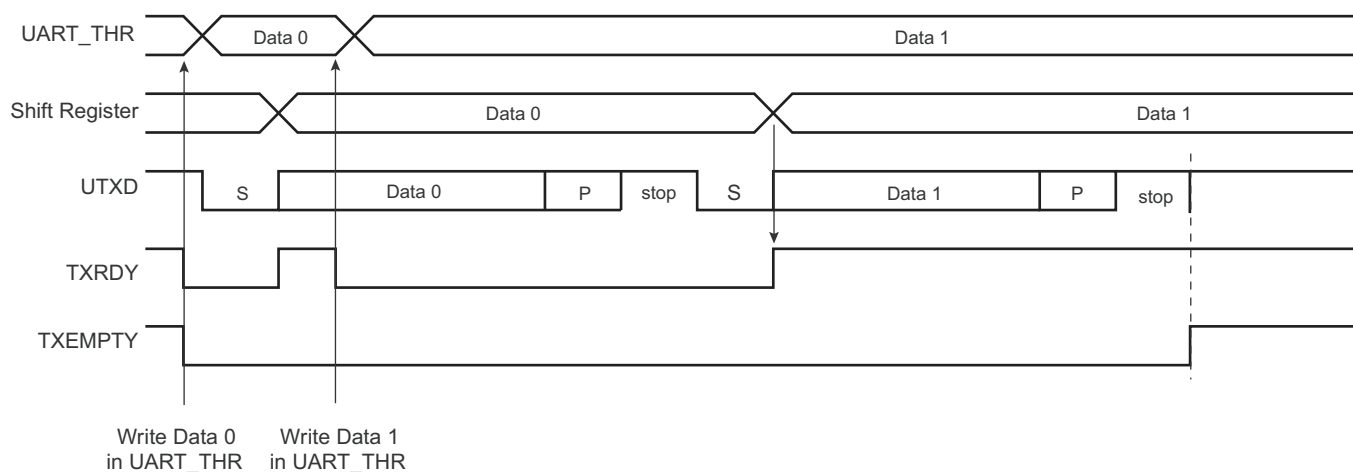 UART_THR
Data 0
Data 1
Shift Register
Data 0
Data 1
UTXD
S
Data 0
P
stop
S
Data 1
P
stop
TXRDY
TXEMPTY
Write Data 0
in UART_THR
Write Data 1
in UART_THR